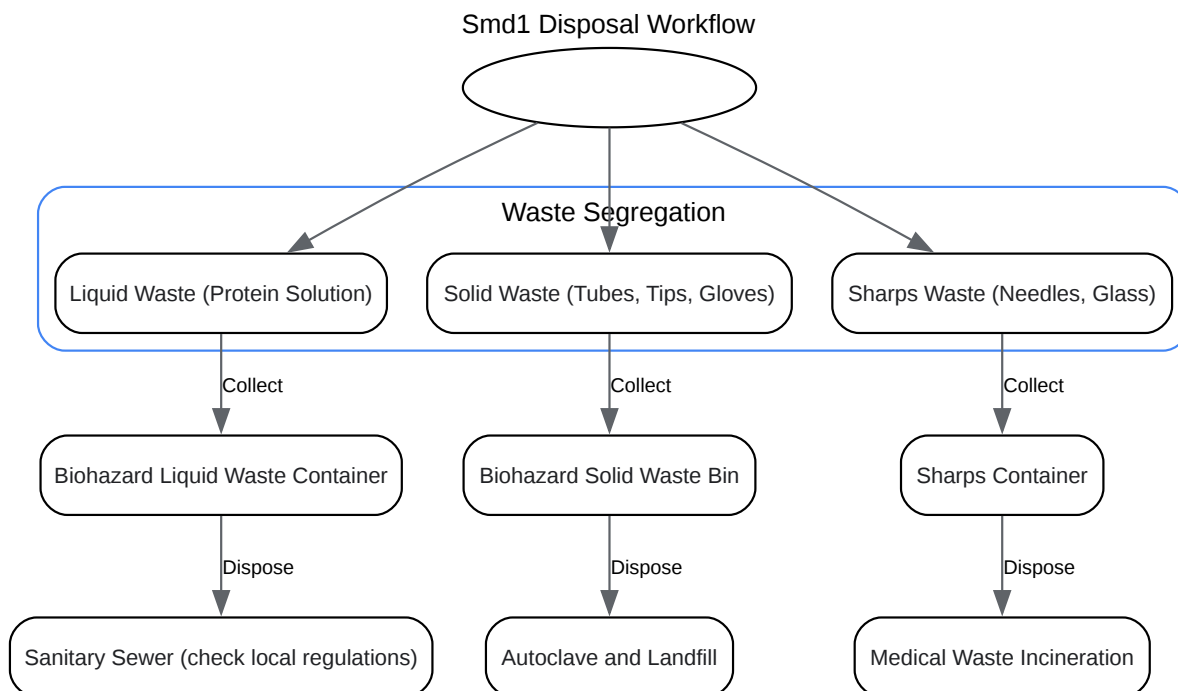 Smd1 Disposal Workflow
Waste Segregation
Liquid Waste (Protein Solution)
Solid Waste (Tubes, Tips, Gloves)
Sharps Waste (Needles, Glass)
Collect
Collect
Collect
Biohazard Liquid Waste Container
Biohazard Solid Waste Bin
Sharps Container
Dispose
Dispose
Dispose
Sanitary Sewer (check local regulations)
Autoclave and Landfill
Medical Waste Incineration